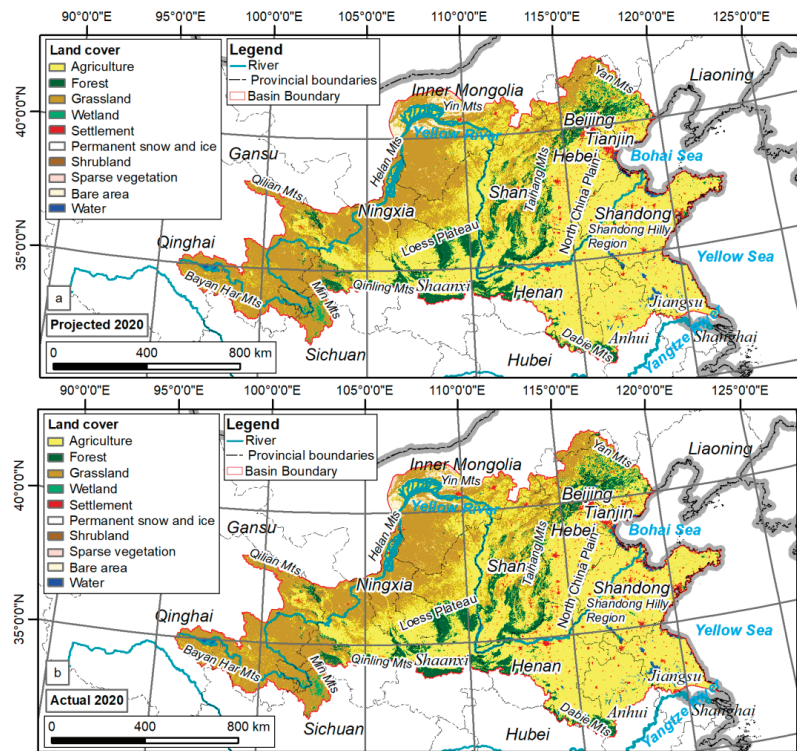 90°0'0"E 95°0'0"E 100°0'0"E 105°0'0"E 110°0'0"E 115°0'0"E 120°0'0"E 125°0'0"E
Land cover
Agriculture
Forest
Grassland
Wetland
Settlement
Permanent snow and ice
Shrubland
Sparse vegetation
Bare area
Water
Legend
River
Provincial boundaries
Basin Boundary
40°0'0"N
35°0'0"N
Liaoning
Yan Mts
Inner Mongolia
Yin Mts
Beijing
Yellow River
Tianjin
Bohai Sea
Hebei
Gansu
Helan Mts
Taihang Mts
Qilian Mts
Shan
North China Plain
Ningxia
Shandong
Shandong Hilly
Region
Loess Plateau
Qinghai
Yellow Sea
Bayan Har Mts
Min Mts
Qinling Mts
Shaanxi
Henan
Jiangsu
a
Projected 2020
Dabie Mts
Anhui
Shanghai
Yangtze River
0 400 800 km
Sichuan
Hubei
90°0'0"E 95°0'0"E 100°0'0"E 105°0'0"E 110°0'0"E 115°0'0"E 120°0'0"E 125°0'0"E
Land cover
Agriculture
Forest
Grassland
Wetland
Settlement
Permanent snow and ice
Shrubland
Sparse vegetation
Bare area
Water
Legend
River
Provincial boundaries
Basin Boundary
40°0'0"N
35°0'0"N
Liaoning
Yan Mts
Inner Mongolia
Yin Mts
Beijing
Yellow River
Tianjin
Bohai Sea
Hebei
Gansu
Helan Mts
Taihang Mts
Qilian Mts
Shan
North China Plain
Ningxia
Shandong
Shandong Hilly
Region
Loess Plateau
Qinghai
Yellow Sea
Bayan Har Mts
Min Mts
Qinling Mts
Shaanxi
Henan
Jiangsu
b
Actual 2020
Dabie Mts
Anhui
Shanghai
Yangtze River
0 400 800 km
Sichuan
Hubei